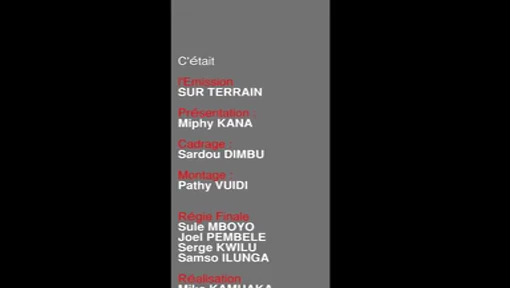 C'était
l'Emission
SUR TERRAIN
Présentation :
Miphy KANA
Cadrage :
Sardou DIMBU
Montage :
Pathy VUIDI
Régie Finale
Sule MBOYO
Joel PEMBELE
Serge KWILU
Samso ILUNGA
Réalisation